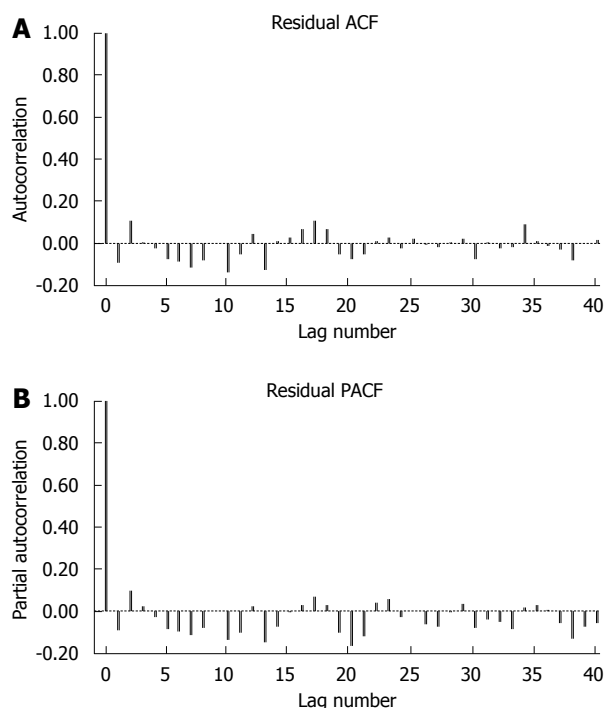 A
Residual ACF
1.00
0.80
0.60
0.40
0.20
0.00
-0.20
Autocorrelation
0 5 10 15 20 25 30 35 40
Lag number
B
Residual PACF
1.00
0.80
0.60
0.40
0.20
0.00
-0.20
Partial autocorrelation
0 5 10 15 20 25 30 35 40
Lag number